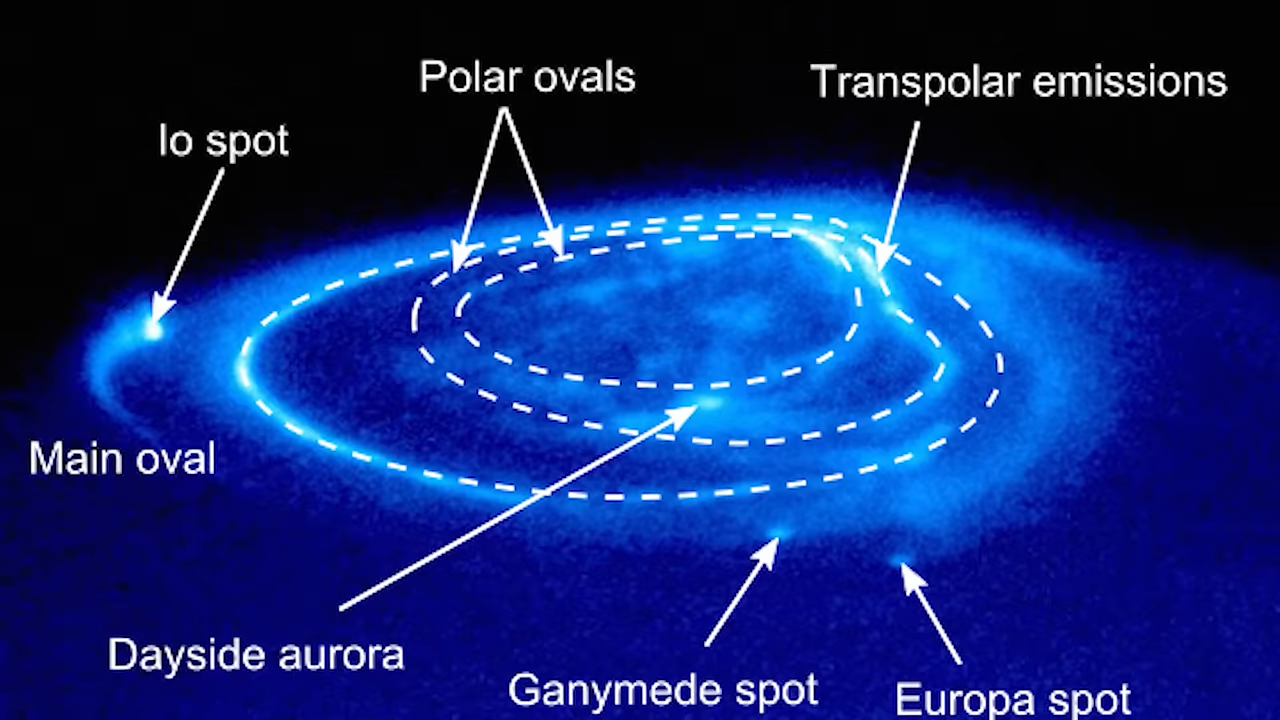 Polar ovals
Transpolar emissions
Io spot
Main oval
Dayside aurora
Ganymede spot
Europa spot